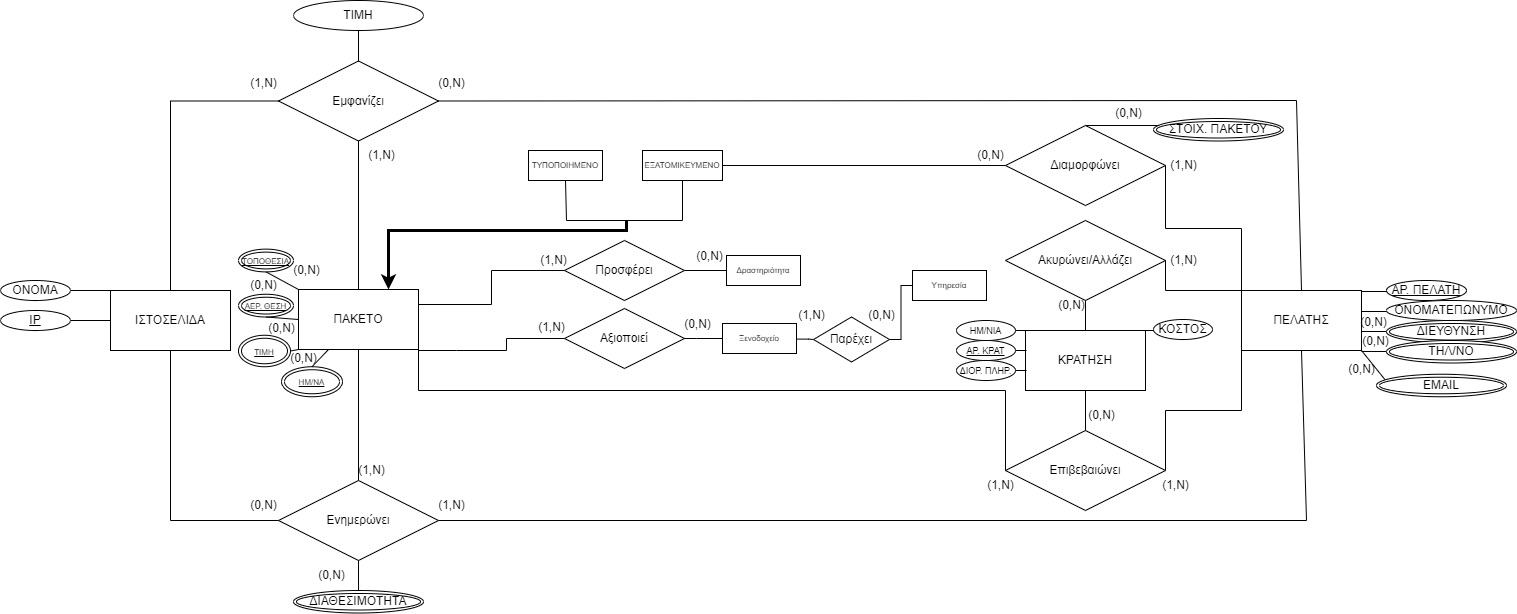 ΤΙΜΗ
(1,N)
(0,N)
Εμφανίζει
(1,N)
(0,N)
ΣΤΟΙΧ. ΠΑΚΕΤΟΥ
ΤΥΠΟΠΟΙΗΜΕΝΟ
ΕΞΑΤΟΜΙΚΕΥΜΕΝΟ
(0,N)
Διαμορφώνει
(1,N)
ΤΟΠΟΘΕΣΙΑ
(0,N)
(1,N)
Προσφέρει
(0,N)
Δραστηριότητα
Ακυρώνει/Αλλάζει
(1,N)
ΟΝΟΜΑ
IP
ΙΣΤΟΣΕΛΙΔΑ
(0,N)
ΑΕΡ. ΘΕΣΗ
(0,N)
ΤΙΜΗ
(0,N)
ΗΜ/ΝΑ
ΠΑΚΕΤΟ
Υπηρεσία
(1,N)
Αξιοποιεί
(0,N)
Ξενοδοχείο
(1,N)
Παρέχει
(0,N)
(0,N)
ΗΜ/ΝΙΑ
ΑΡ. ΚΡΑΤ
ΔΙΟΡ. ΠΛΗΡ.
ΚΡΑΤΗΣΗ
ΚΟΣΤΟΣ
ΠΕΛΑΤΗΣ
ΑΡ. ΠΕΛΑΤΗ
ΟΝΟΜΑΤΕΠΩΝΥΜΟ
(0,N)
ΔΙΕΥΘΥΝΣΗ
(0,N)
ΤΗ/Λ/ΝΟ
(0,N)
EMAIL
(0,N)
Επιβεβαιώνει
(1,N)
(1,N)
(1,N)
(0,N)
Ενημερώνει
(1,N)
(0,N)
ΔΙΑΘΕΣΙΜΟΤΗΤΑ